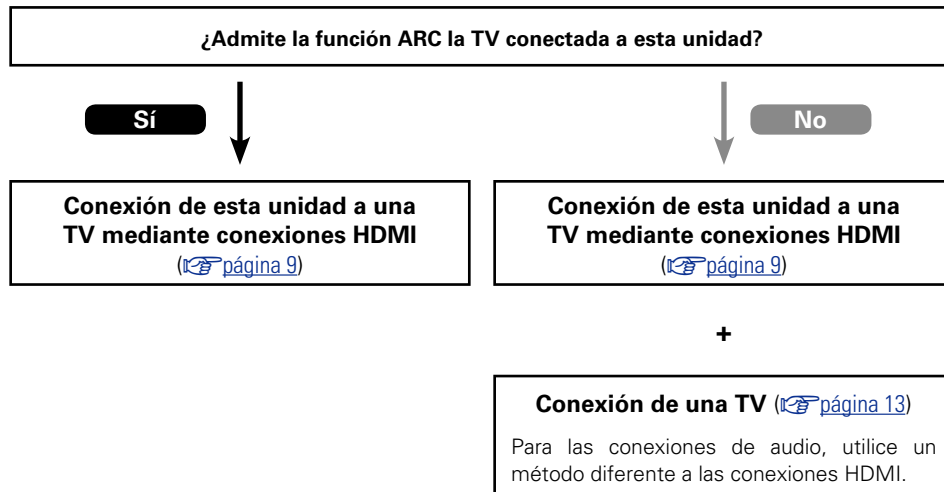 ¿Admite la función ARC la TV conectada a esta unidad?
Sí
No
Conexión de esta unidad a una
TV mediante conexiones HDMI
(página 9)
Conexión de esta unidad a una
TV mediante conexiones HDMI
(página 9)
+
Conexión de una TV (página 13)
Para las conexiones de audio, utilice un
método diferente a las conexiones HDMI.